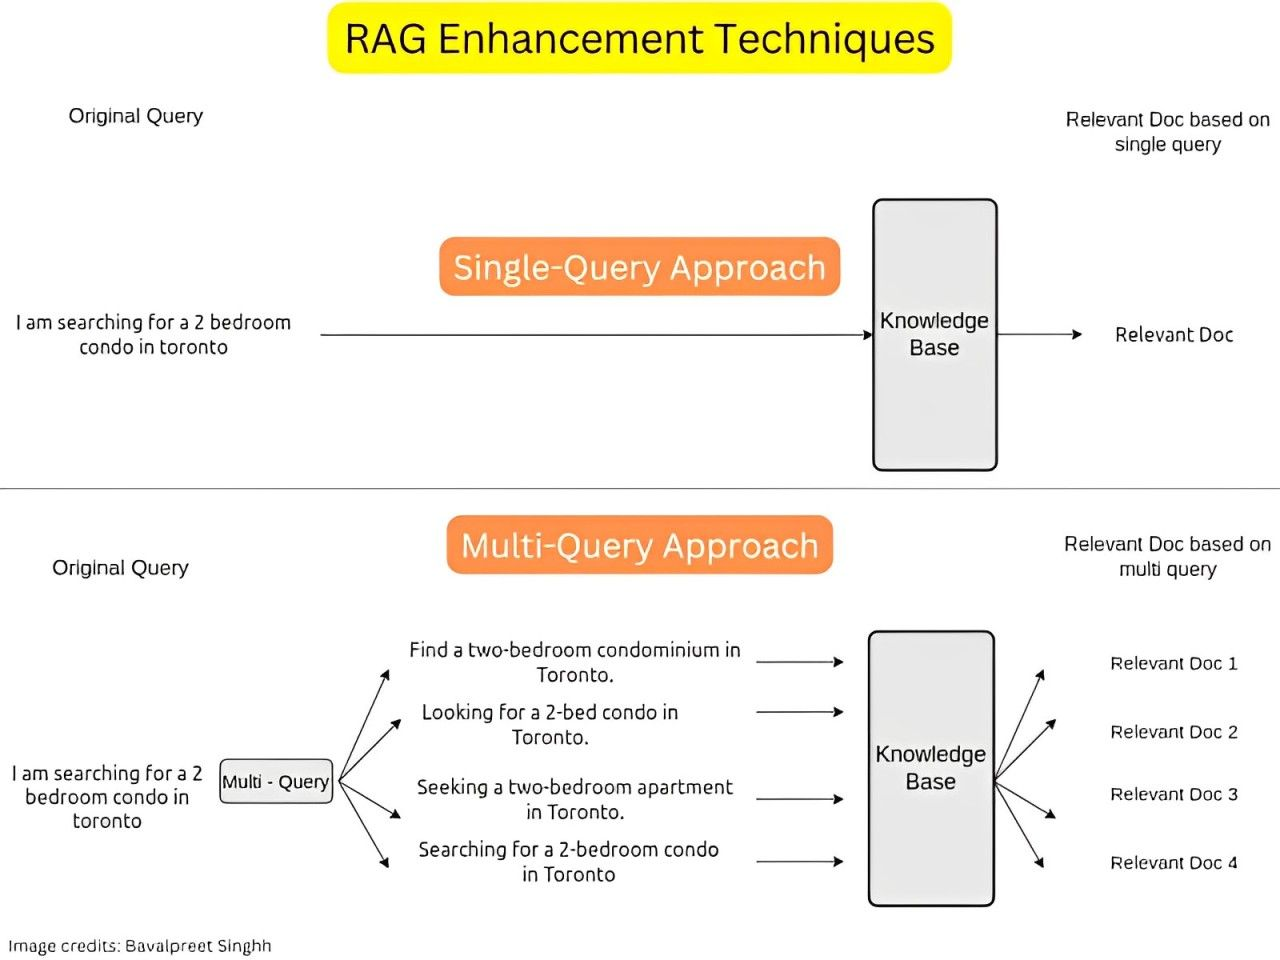 RAG Enhancement Techniques
Original Query
Relevant Doc based on
single query
Single-Query Approach
I am searching for a 2 bedroom
condo in toronto
Knowledge
Base
Relevant Doc
Multi-Query Approach
Original Query
Relevant Doc based on
multi query
I am searching for a 2
bedroom condo in
toronto
Multi - Query
Find a two-bedroom condominium in
Toronto.
Looking for a 2-bed condo in
Toronto.
Seeking a two-bedroom apartment
in Toronto.
Searching for a 2-bedroom condo
in Toronto
Knowledge
Base
Relevant Doc 1
Relevant Doc 2
Relevant Doc 3
Relevant Doc 4
Image credits: Bavalpreet Singhh